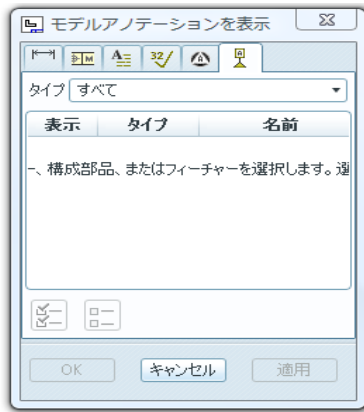 モデルアノテーションを表示
タイプ すべて
表示 タイプ 名前
、構成部品、またはフィーチャーを選択します。選
OK キャンセル 適用